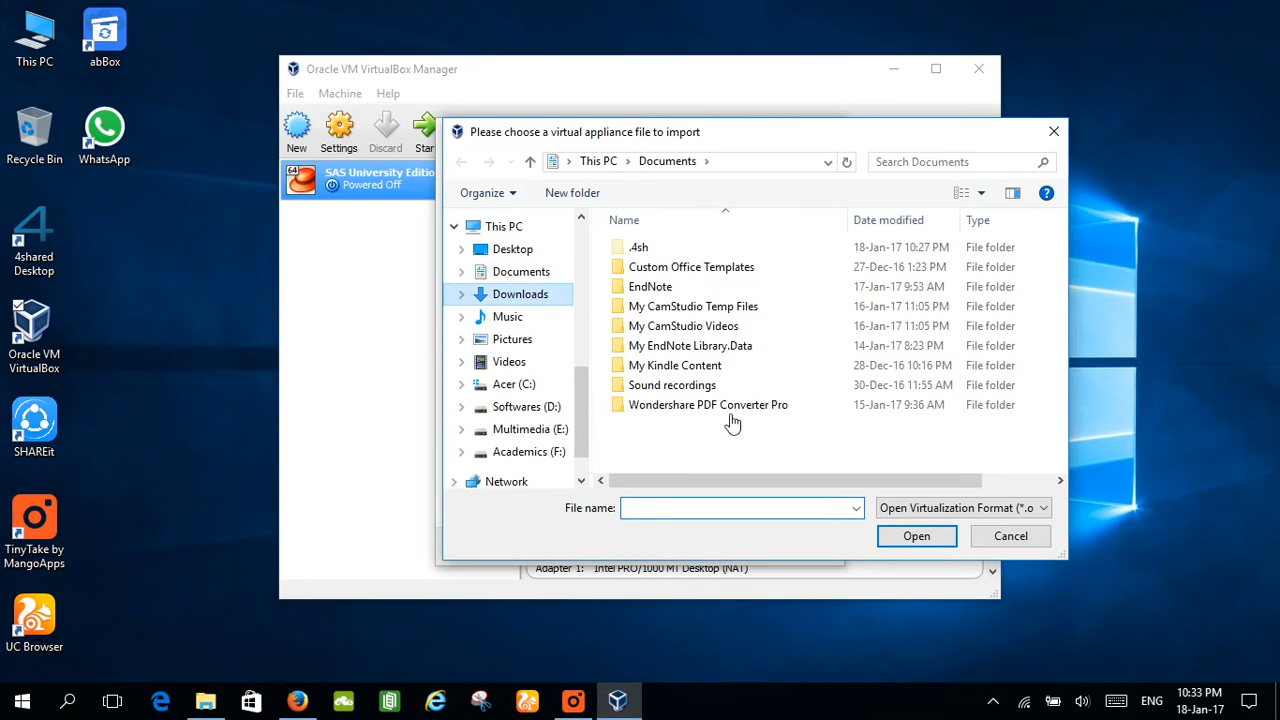 This PC
abBox
Recycle Bin
WhatsApp
4shared
Desktop
Oracle VM
VirtualBox
SHAREit
TinyTake by
MangoApps
UC Browser
Oracle VM VirtualBox Manager
File Machine Help
New Settings Discard Star
64 SAS University Editio
Powered Off
Please choose a virtual appliance file to import
This PC Documents
Search Documents
Organize New folder
This PC
Desktop
Documents
Downloads
Music
Pictures
Videos
Acer (C:)
Softwares (D:)
Multimedia (E:)
Academics (F:)
Network
Name Date modified Type
.4sh 18-Jan-17 10:27 PM File folder
Custom Office Templates 27-Dec-16 1:23 PM File folder
EndNote 17-Jan-17 9:53 AM File folder
My CamStudio Temp Files 16-Jan-17 11:05 PM File folder
My CamStudio Videos 16-Jan-17 11:05 PM File folder
My EndNote Library.Data 14-Jan-17 8:23 PM File folder
My Kindle Content 28-Dec-16 10:16 PM File folder
Sound recordings 30-Dec-16 11:55 AM File folder
Wondershare PDF Converter Pro 15-Jan-17 9:36 AM File folder
File name: Open Virtualization Format (*.o
Open Cancel
Adapter 1: Intel PRO/1000 MT Desktop (NAT)
ENG
10:33 PM
18-Jan-17